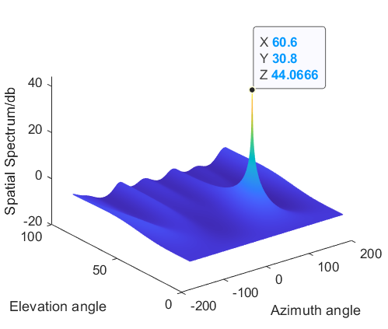 X 60.6
Y 30.8
Z 44.0666
Spatial Spectrum/db
40
20
0
-20
100
50
0
Elevation angle
-200
-100
0
100
200
Azimuth angle